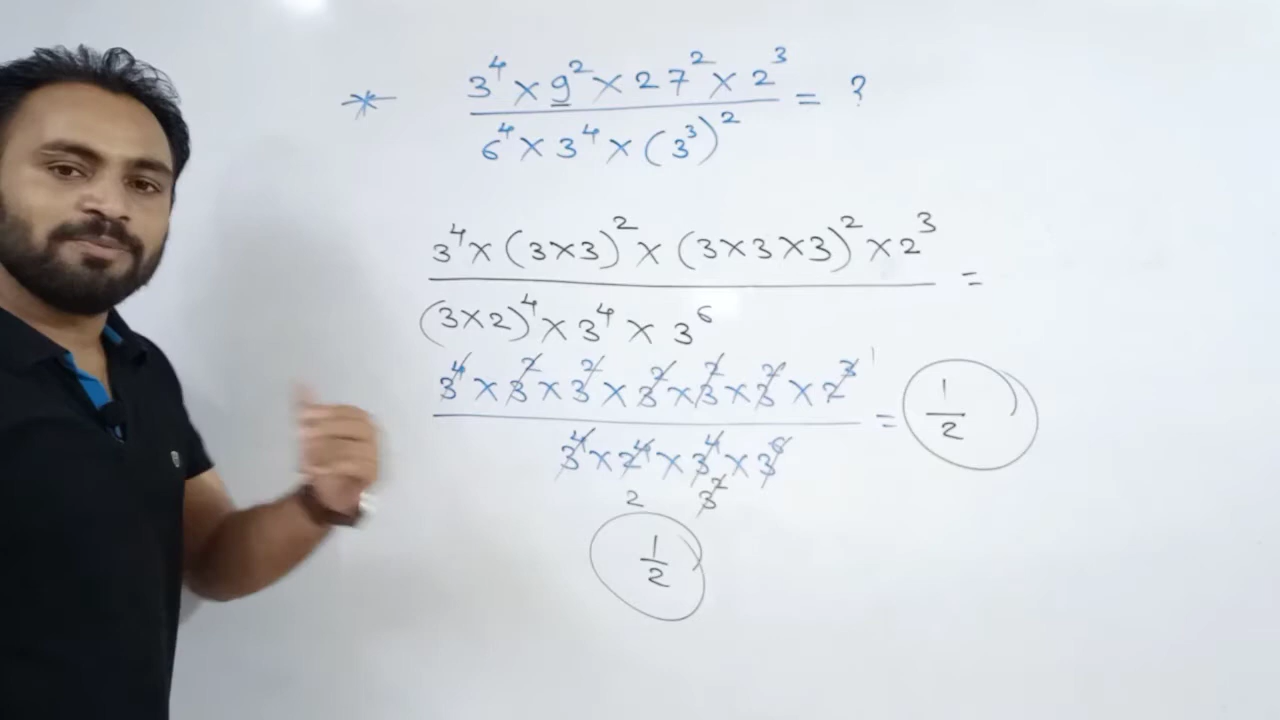 * 3⁴ × 9² × 27² × 2³ / 6⁴ × 3⁴ × (3³)² = ?
3⁴ × (3×3)² × (3×3×3)² × 2³ / (3×2)⁴ × 3⁴ × 3⁶ =
3⁴ × 3² × 3² × 3² × 3² × 3² × 2³ 1 / 3⁴ × 2⁴ × 3⁴ × 3⁶ = 1/2
2 3²
1/2